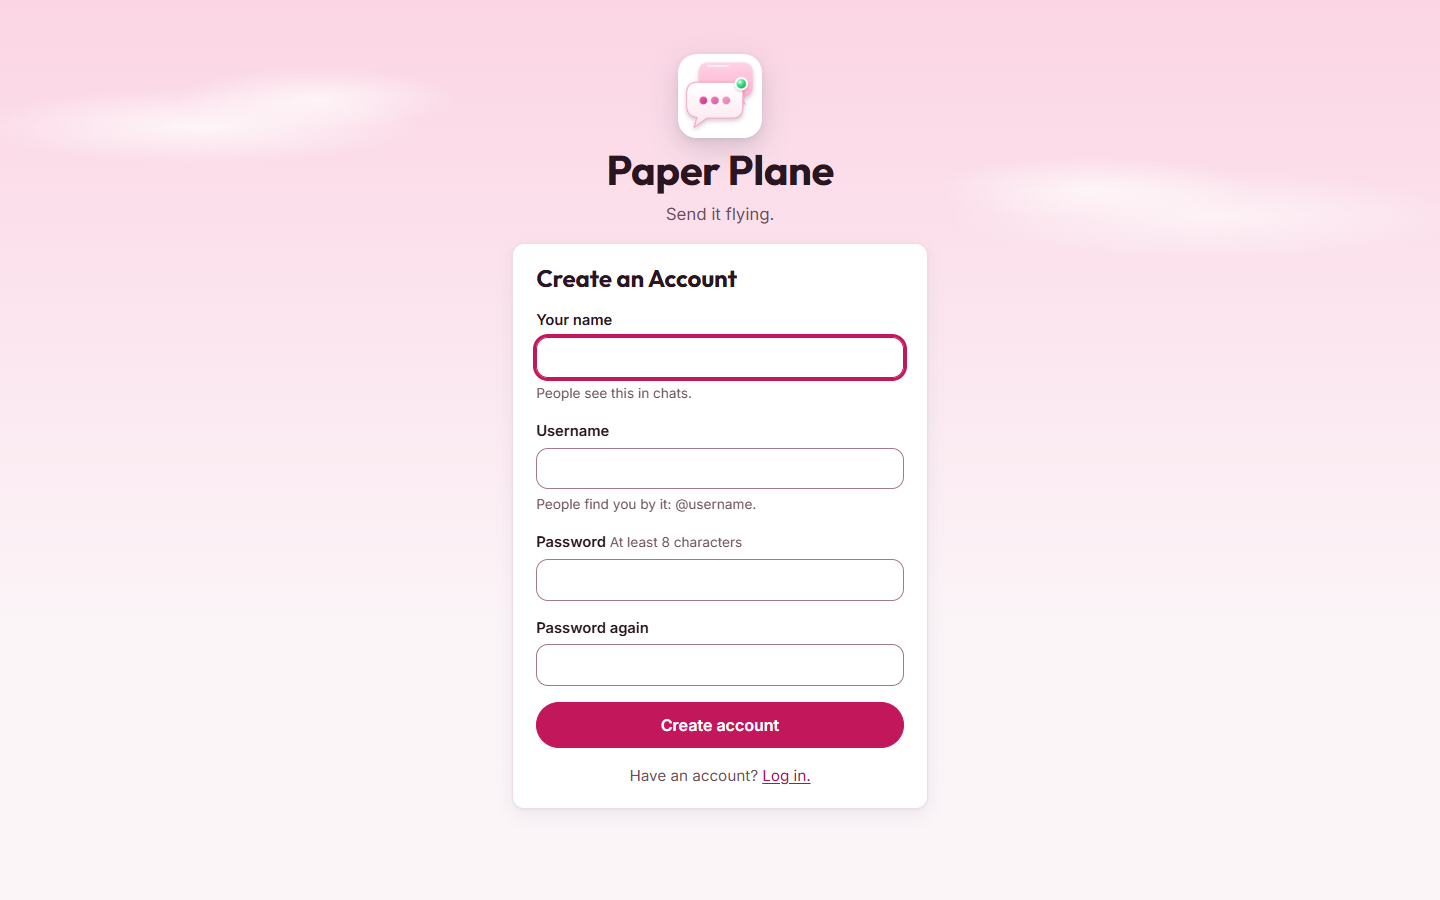 Paper Plane
Send it flying.
Create an Account
Your name
People see this in chats.
Username
People find you by it: @username.
Password At least 8 characters
Password again
Create account
Have an account? Log in.